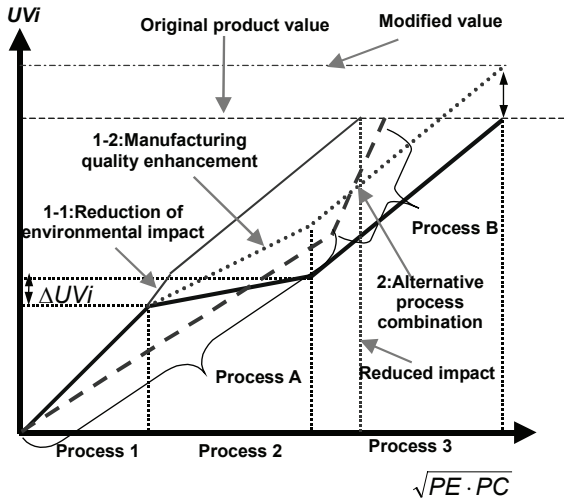 UVi
Modified value
Original product value
1-2:Manufacturing
quality enhancement
1-1:Reduction of
environmental impact
Process B
ΔUVi
2:Alternative
process
combination
Process A
Reduced impact
Process 1
Process 2
Process 3
√PE · PC